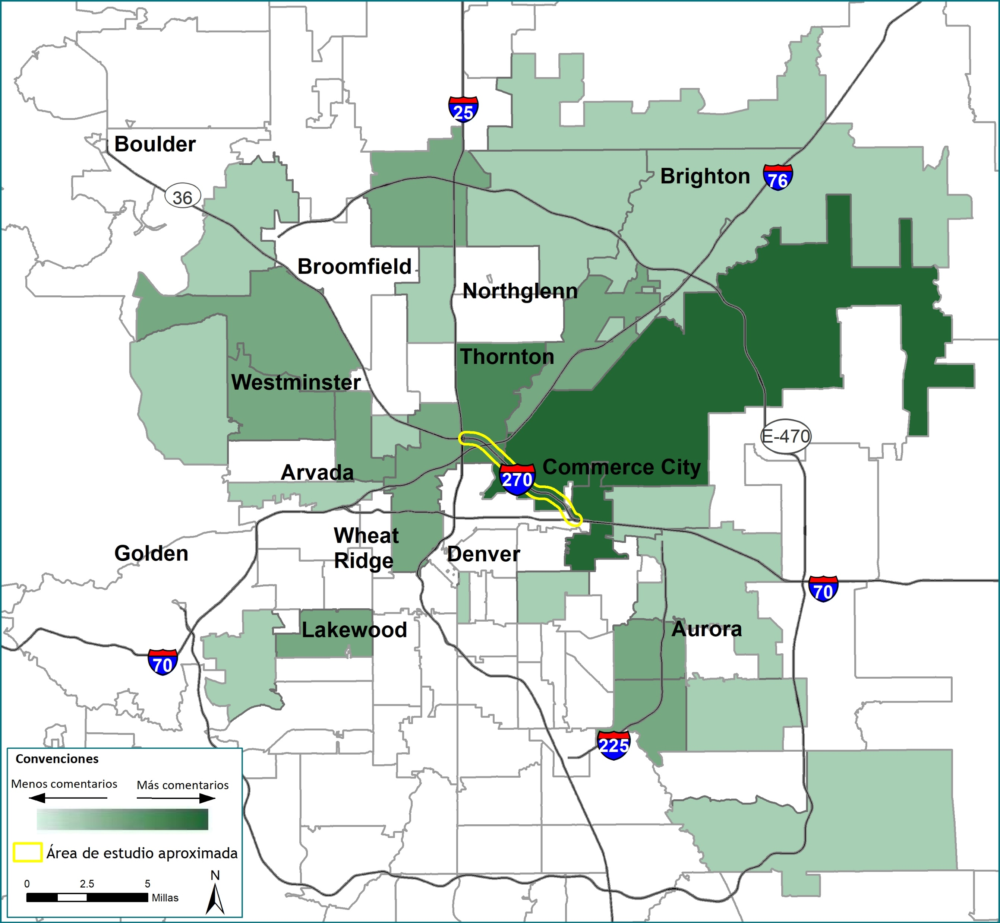 25
Boulder
Brighton
76
36
Broomfield
Northglenn
Thornton
Westminster
E-470
Commerce City
Arvada
270
Wheat
Ridge
Golden
Denver
70
Lakewood
Aurora
70
225
Convenciones
Menos comentarios
Más comentarios
Área de estudio aproximada
0 2.5 5
Millas
N